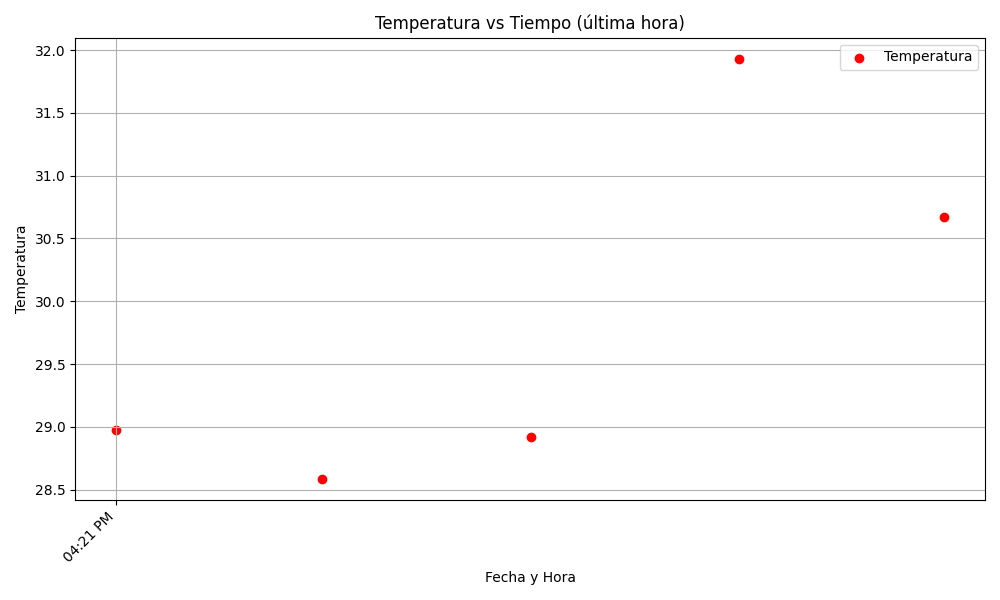 Temperatura vs Tiempo (última hora)
Temperatura
32.0
31.5
31.0
30.5
30.0
29.5
29.0
28.5
Temperatura
04:21 PM
Fecha y Hora